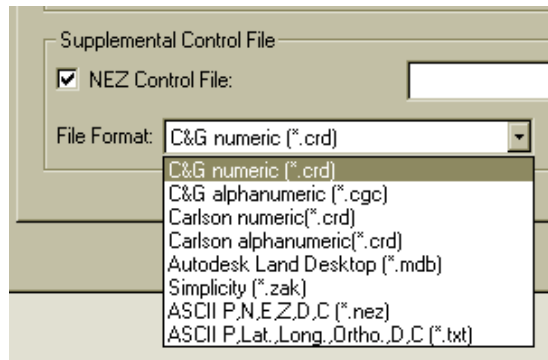 Supplemental Control File
NEZ Control File:
File Format: C&G numeric (*.crd)
C&G numeric (*.crd)
C&G alphanumeric (*.cgc)
Carlson numeric(*.crd)
Carlson alphanumeric(*.crd)
Autodesk Land Desktop (*.mdb)
Simplicity (*.zak)
ASCII P,N,E,Z,D,C (*.nez)
ASCII P,Lat.,Long.,Ortho.,D,C (*.txt)